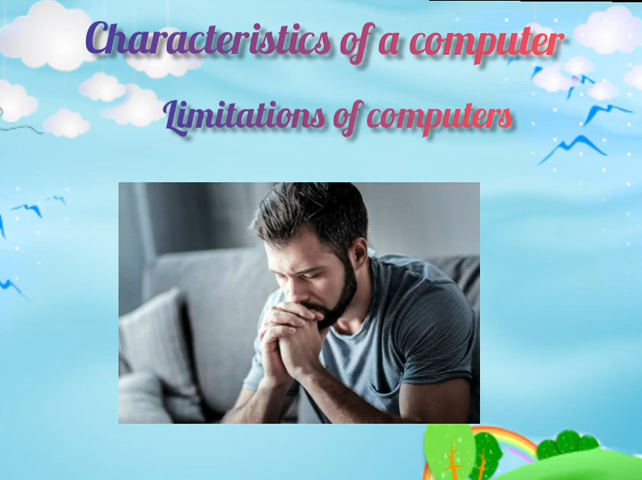 Characteristics of a computer
Limitations of computers